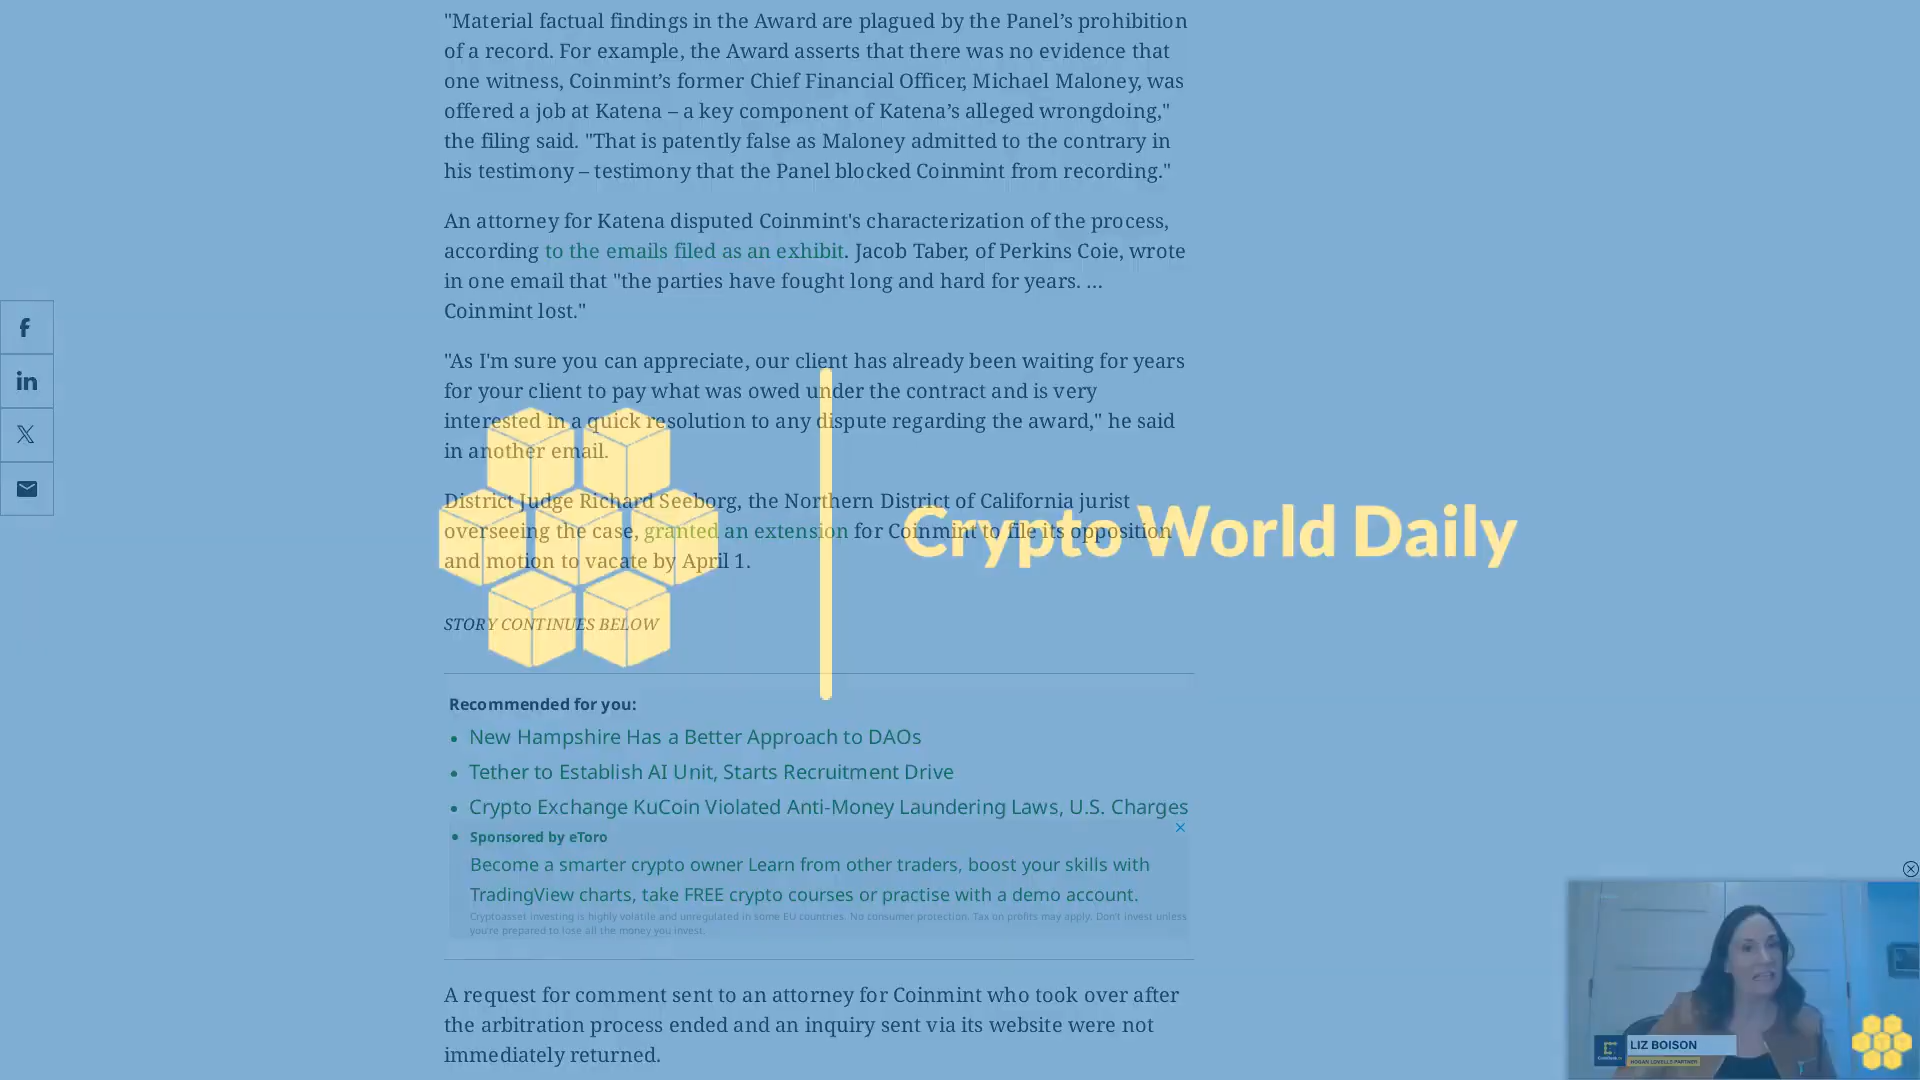 "Material factual findings in the Award are plagued by the Panel’s prohibition
of a record. For example, the Award asserts that there was no evidence that
one witness, Coinmint’s former Chief Financial Officer, Michael Maloney, was
offered a job at Katena – a key component of Katena’s alleged wrongdoing,"
the filing said. "That is patently false as Maloney admitted to the contrary in
his testimony – testimony that the Panel blocked Coinmint from recording."
An attorney for Katena disputed Coinmint's characterization of the process,
according to the emails filed as an exhibit. Jacob Taber, of Perkins Coie, wrote
in one email that "the parties have fought long and hard for years. ...
Coinmint lost."
"As I'm sure you can appreciate, our client has already been waiting for years
for your client to pay what was owed under the contract and is very
interested in a quick resolution to any dispute regarding the award," he said
in another email.
District Judge Richard Seeborg, the Northern District of California jurist
overseeing the case, granted an extension for Coinmint to file its opposition
and motion to vacate by April 1.
Crypto World Daily
STORY CONTINUES BELOW
Recommended for you:
• New Hampshire Has a Better Approach to DAOs
• Tether to Establish AI Unit, Starts Recruitment Drive
• Crypto Exchange KuCoin Violated Anti-Money Laundering Laws, U.S. Charges
• Sponsored by eToro
Become a smarter crypto owner Learn from other traders, boost your skills with
TradingView charts, take FREE crypto courses or practise with a demo account.
Cryptoasset investing is highly volatile and unregulated in some EU countries. No consumer protection. Tax on profits may apply. Don't invest unless
you're prepared to lose all the money you invest.
A request for comment sent to an attorney for Coinmint who took over after
the arbitration process ended and an inquiry sent via its website were not
immediately returned.
LIZ BOISON
HOGAN LOVELLS PARTNER